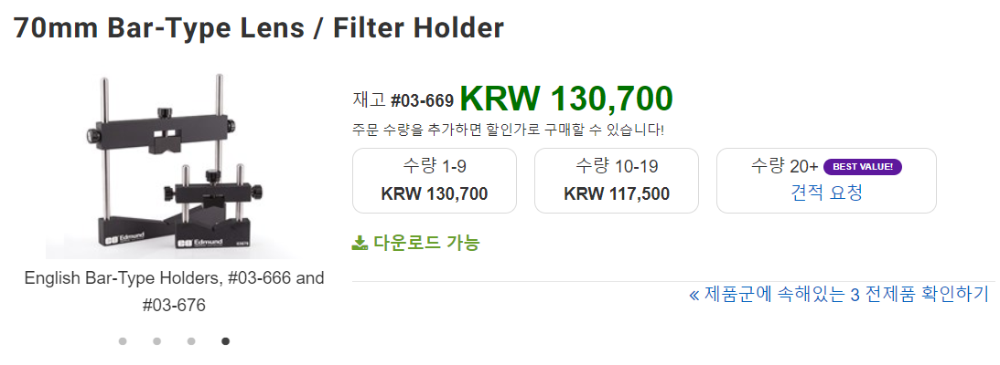 70mm Bar-Type Lens / Filter Holder
재고 #03-669 KRW 130,700
주문 수량을 추가하면 할인가로 구매할 수 있습니다!
수량 1-9
KRW 130,700
수량 10-19
KRW 117,500
수량 20+ BEST VALUE!
견적 요청
다운로드 가능
« 제품군에 속해있는 3 전제품 확인하기
EO Edmund
EO Edmund
English Bar-Type Holders, #03-666 and
#03-676